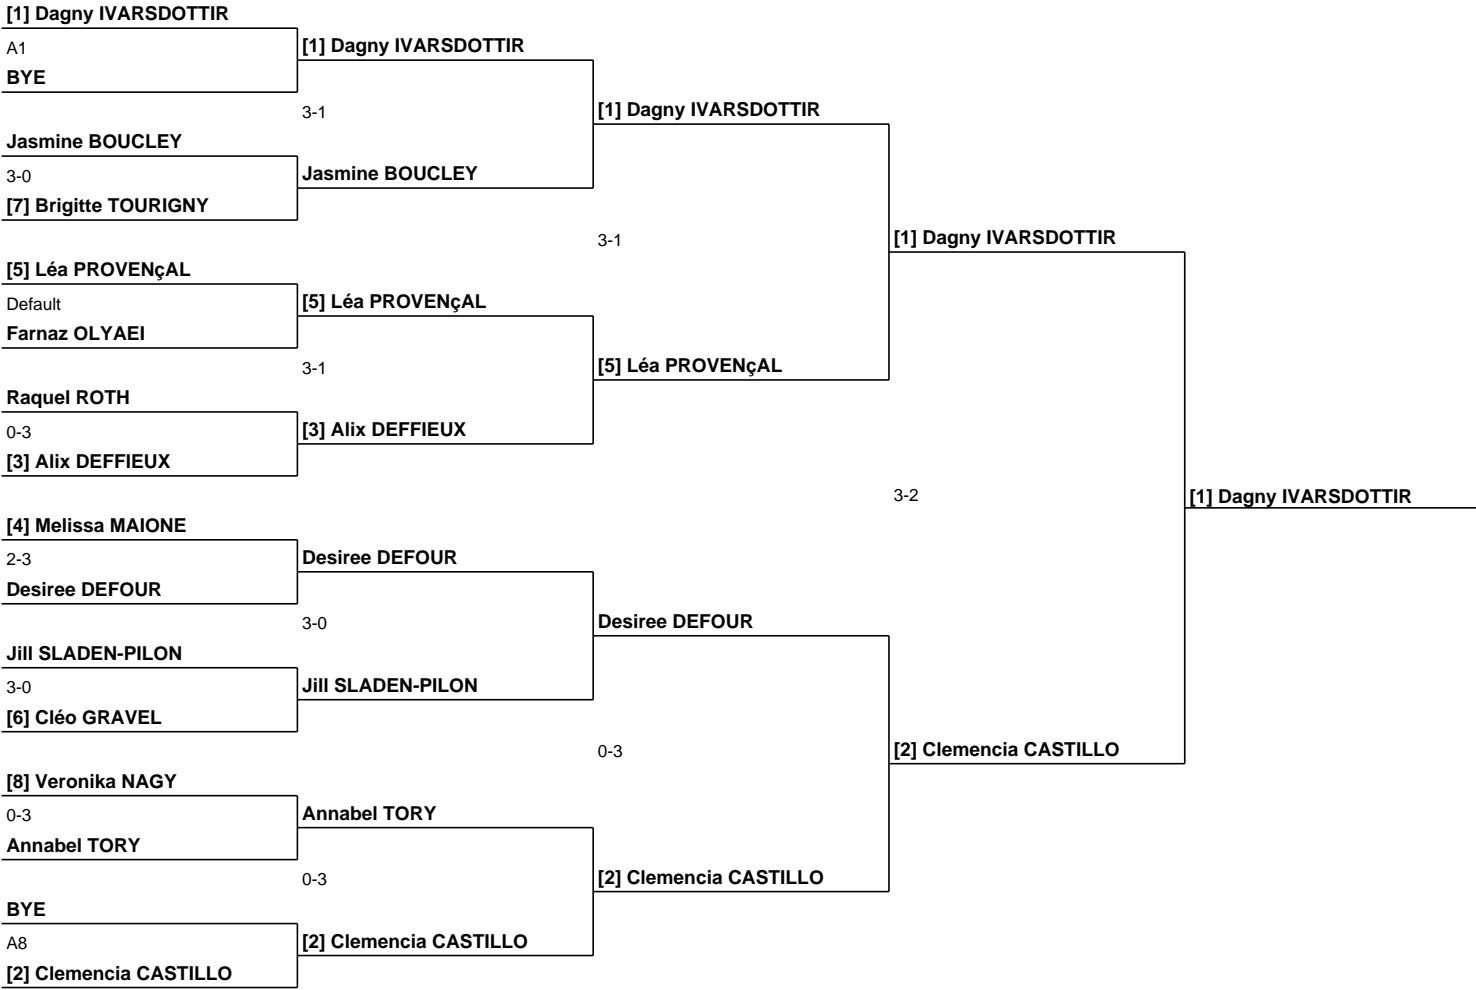 [1] Dagny IVARSDOTTIR
A1
BYE
Jasmine BOUCLEY
3-0
[7] Brigitte TOURIGNY
[5] Léa PROVENçAL
Default
Farnaz OLYAEI
Raquel ROTH
0-3
[3] Alix DEFFIEUX
[4] Melissa MAIONE
2-3
Desiree DEFOUR
Jill SLADEN-PILON
3-0
[6] Cléo GRAVEL
[8] Veronika NAGY
0-3
Annabel TORY
BYE
A8
[2] Clemencia CASTILLO
[1] Dagny IVARSDOTTIR
3-1
Jasmine BOUCLEY
[5] Léa PROVENçAL
3-1
[3] Alix DEFFIEUX
Desiree DEFOUR
3-0
Jill SLADEN-PILON
Annabel TORY
0-3
[2] Clemencia CASTILLO
[1] Dagny IVARSDOTTIR
3-1
[5] Léa PROVENçAL
Desiree DEFOUR
0-3
[2] Clemencia CASTILLO
[1] Dagny IVARSDOTTIR
3-2
[2] Clemencia CASTILLO
[1] Dagny IVARSDOTTIR